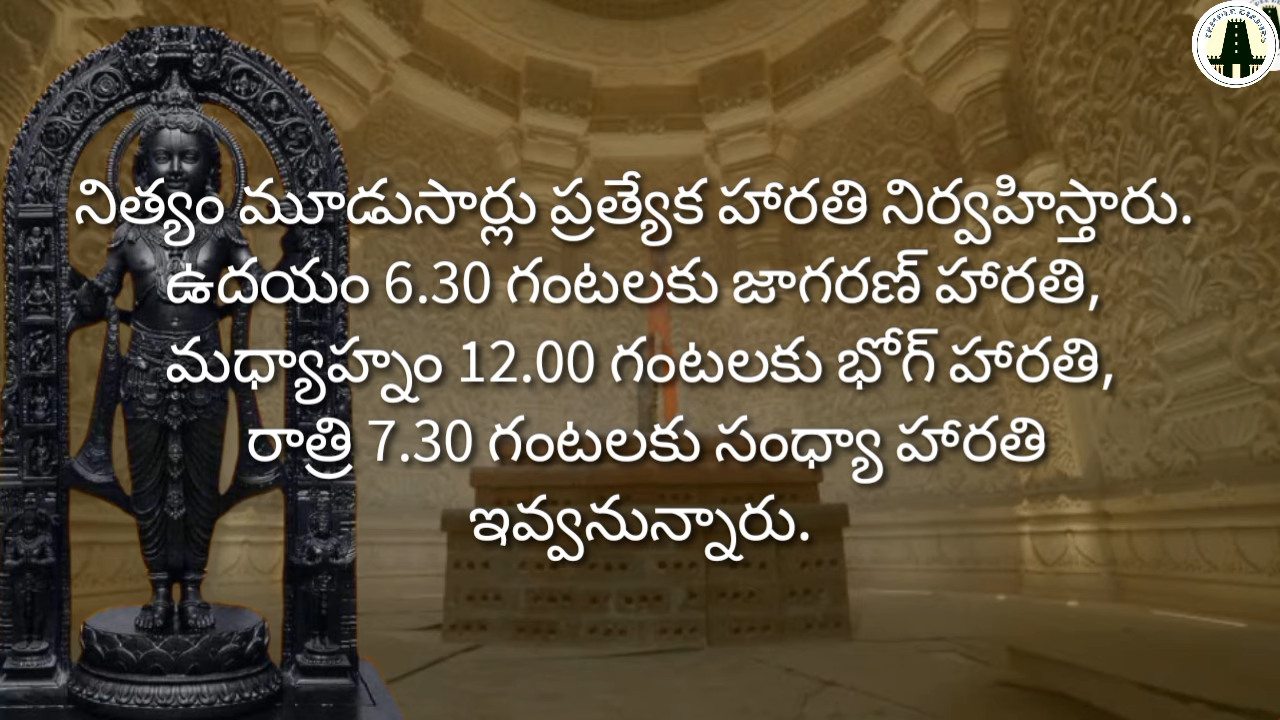 నిత్యం మూడుసార్లు ప్రత్యేక హారతి నిర్వహిస్తారు.
ఉదయం 6.30 గంటలకు జాగరణ్ హారతి,
మధ్యాహ్నం 12.00 గంటలకు భోగ్ హారతి,
రాత్రి 7.30 గంటలకు సంధ్యా హారతి
ఇవ్వనున్నారు.